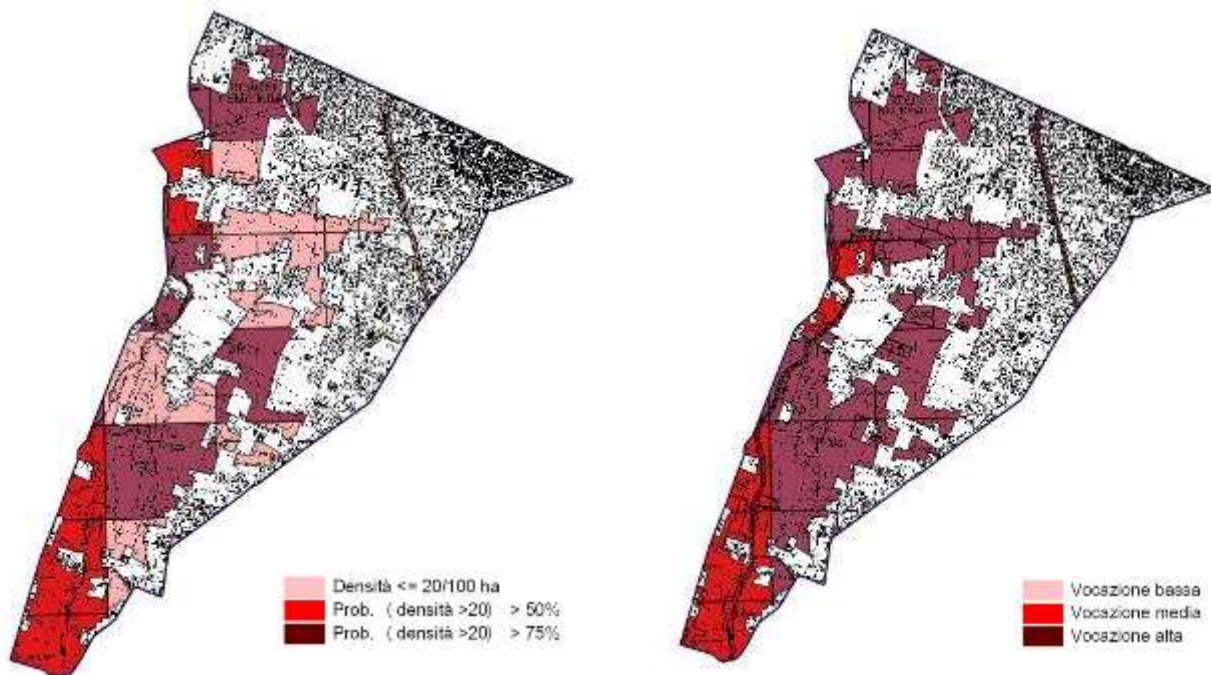 Densità <= 20/100 ha
Prob. ( densità >20) > 50%
Prob. ( densità >20) > 75%
Vocazione bassa
Vocazione media
Vocazione alta